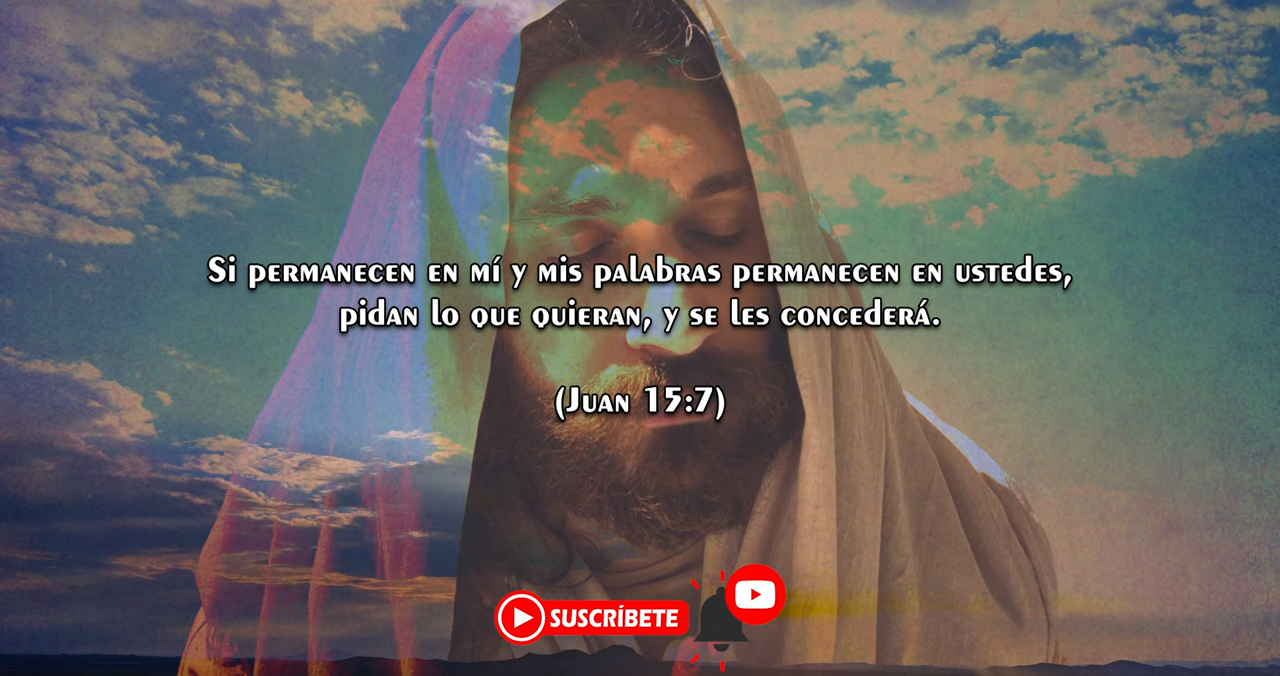 Si permanecen en mí y mis palabras permanecen en ustedes,
pidan lo que quieran, y se les concederá.
(Juan 15:7)
SUSCRÍBETE